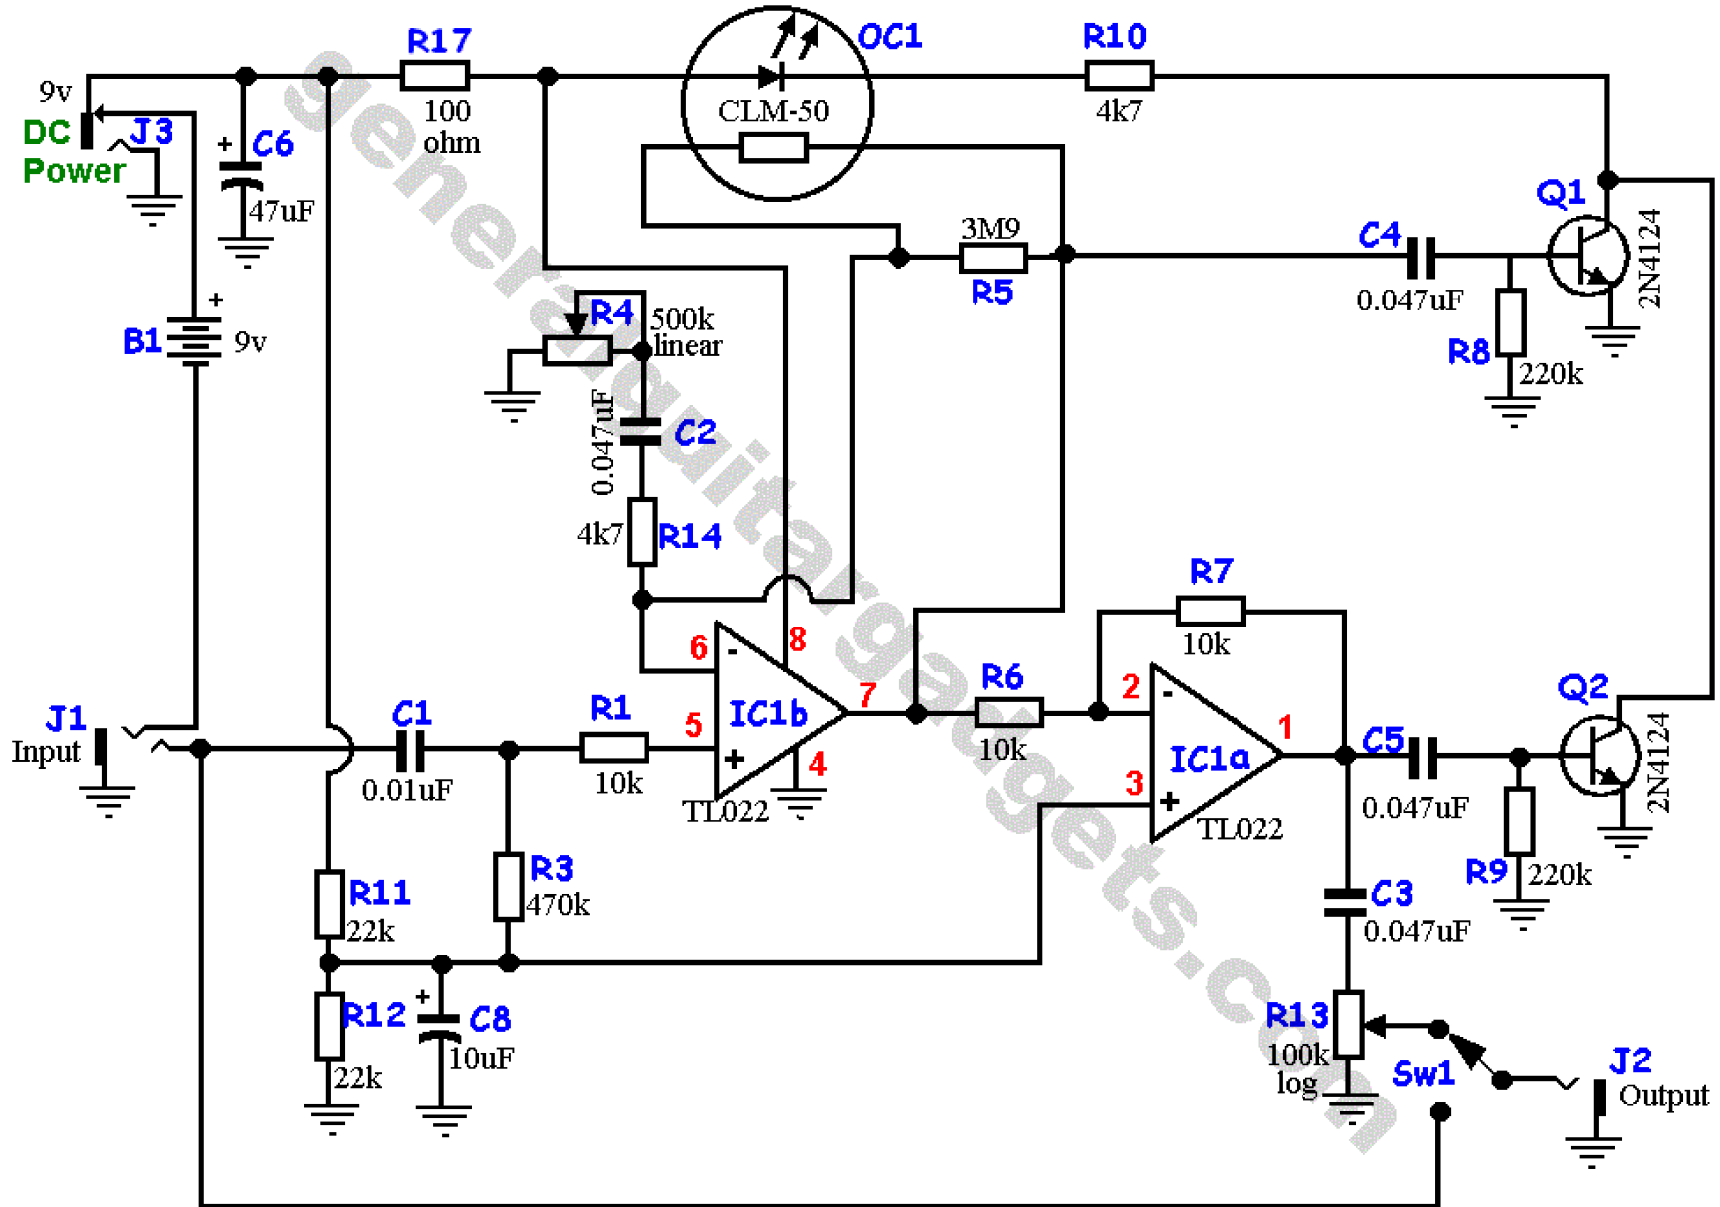 R17
100
ohm
OC1
CLM-50
R10
4k7
9v
DC
Power
J3
+
C6
47uF
Q1
2N4124
3M9
R5
C4
0.047uF
R8
220k
R4
500k
linear
+
B1
9v
0.047uF
C2
4k7
R14
R7
10k
6
-
8
IC1b
7
5
+
4
TL022
R6
10k
2
-
IC1a
1
3
+
TL022
Q2
2N4124
C5
0.047uF
R9
220k
J1
Input
C1
0.01uF
R1
10k
R3
470k
R11
22k
C3
0.047uF
R12
22k
+
C8
10uF
R13
100k
log
Sw1
J2
Output
generalguitargadgets.com